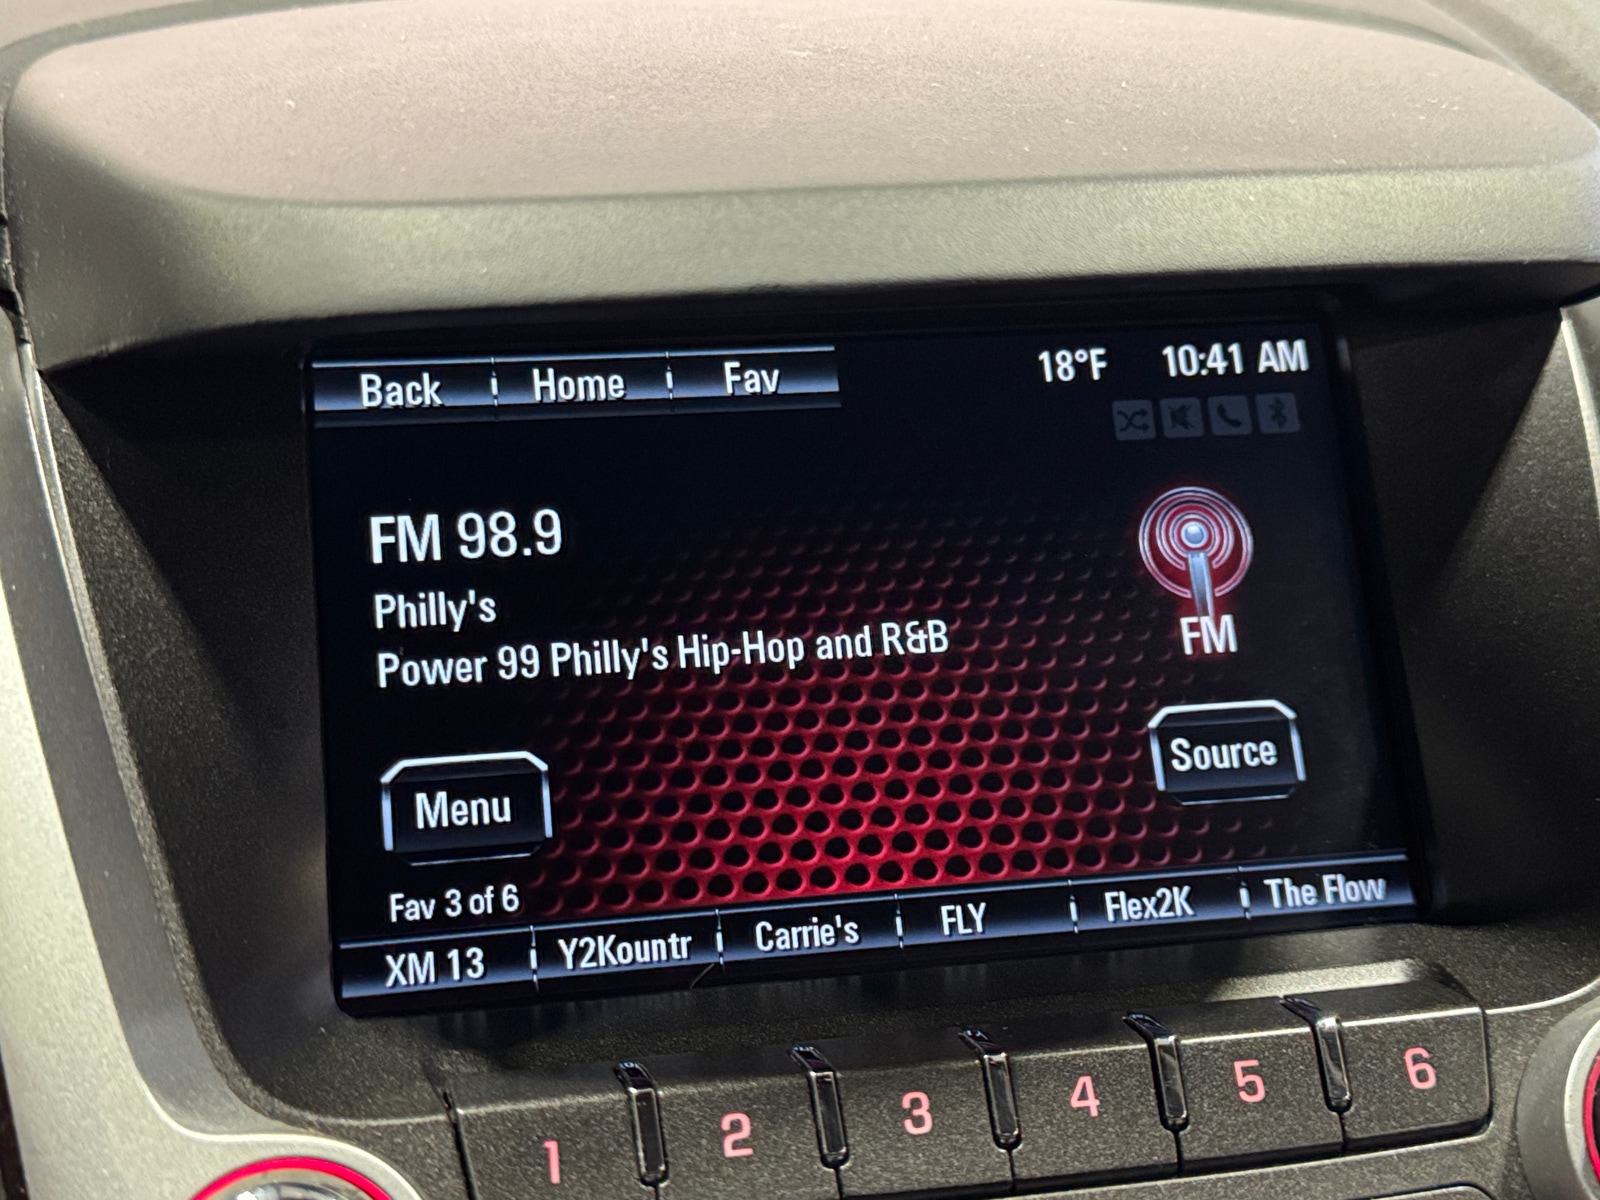 Back Home Fav 18°F 10:41 AM
FM 98.9
Philly's
Power 99 Philly's Hip-Hop and R&B
FM
Menu
Source
Fav 3 of 6
XM 13 Y2Kountr Carrie's FLY Flex2K The Flow
1 2 3 4 5 6